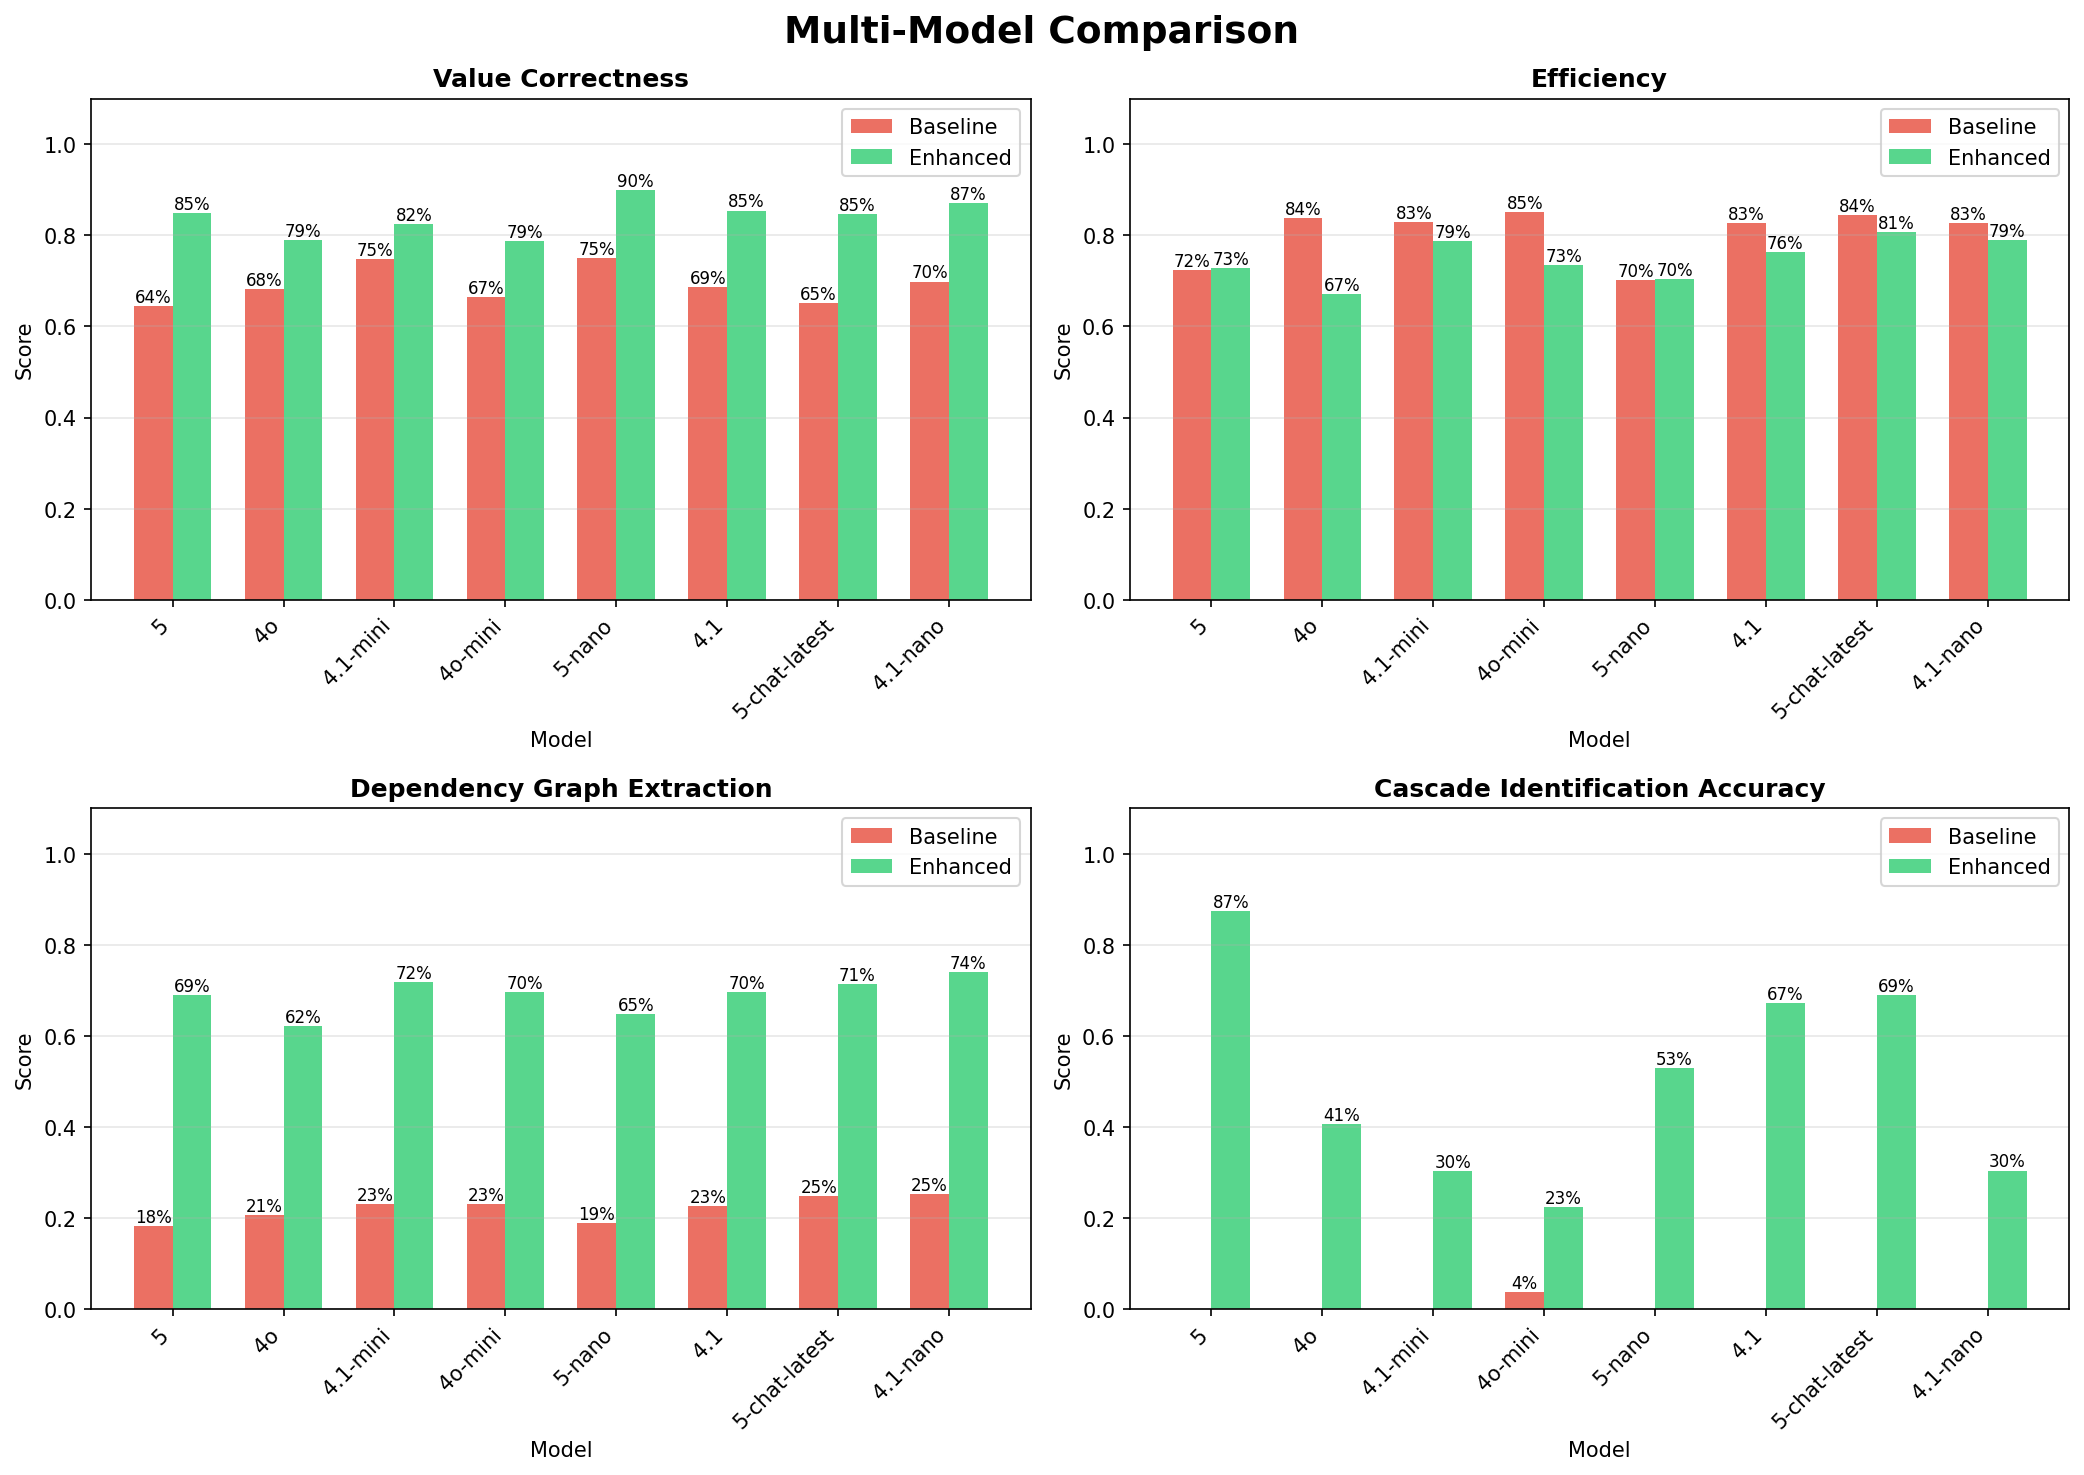 Multi-Model Comparison
Value Correctness
Baseline
Enhanced
Score
1.0
0.8
0.6
0.4
0.2
0.0
64% 85%
68% 79%
75% 82%
67% 79%
75% 90%
69% 85%
65% 85%
70% 87%
5
4o
4.1-mini
4o-mini
5-nano
4.1
5-chat-latest
4.1-nano
Model
Efficiency
Baseline
Enhanced
Score
1.0
0.8
0.6
0.4
0.2
0.0
72% 73%
84% 67%
83% 79%
85% 73%
70% 70%
83% 76%
84% 81%
83% 79%
5
4o
4.1-mini
4o-mini
5-nano
4.1
5-chat-latest
4.1-nano
Model
Dependency Graph Extraction
Baseline
Enhanced
Score
1.0
0.8
0.6
0.4
0.2
0.0
18% 69%
21% 62%
23% 72%
23% 70%
19% 65%
23% 70%
25% 71%
25% 74%
5
4o
4.1-mini
4o-mini
5-nano
4.1
5-chat-latest
4.1-nano
Model
Cascade Identification Accuracy
Baseline
Enhanced
Score
1.0
0.8
0.6
0.4
0.2
0.0
87%
41%
30%
4% 23%
53%
67%
69%
30%
5
4o
4.1-mini
4o-mini
5-nano
4.1
5-chat-latest
4.1-nano
Model